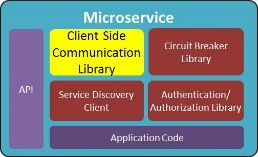 Microservice
API
Client Side
Communication
Library
Circuit Breaker
Library
Service Discovery
Client
Authentication/
Authorization Library
Application Code